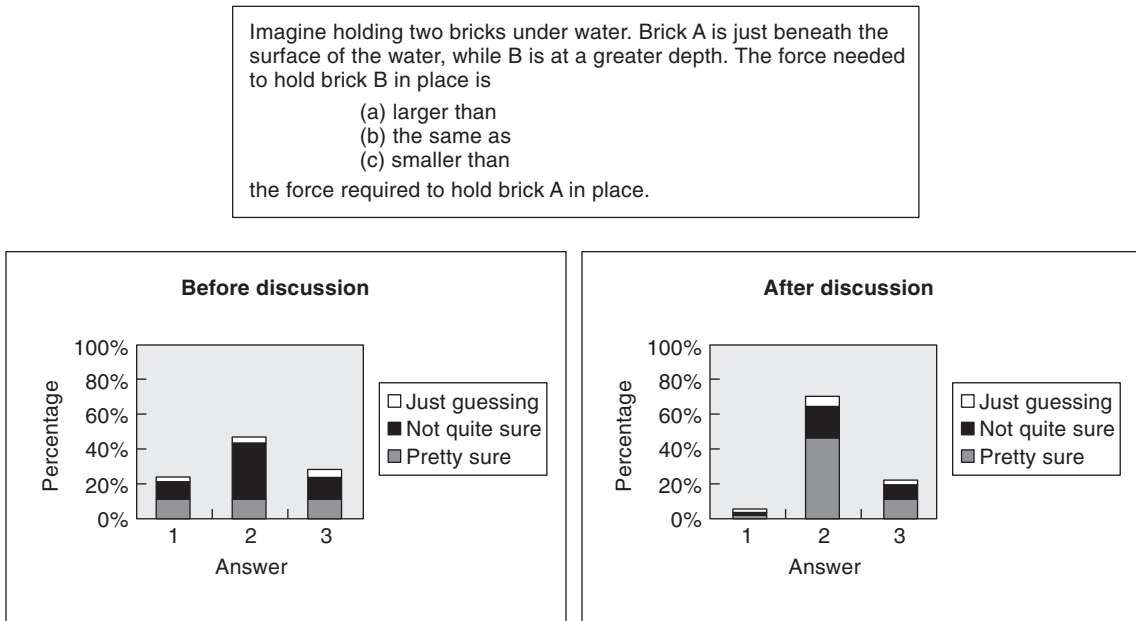 Imagine holding two bricks under water. Brick A is just beneath the
surface of the water, while B is at a greater depth. The force needed
to hold brick B in place is
(a) larger than
(b) the same as
(c) smaller than
the force required to hold brick A in place.
Before discussion
100%
80%
60%
40%
20%
0%
Percentage
1 2 3
Answer
Just guessing
Not quite sure
Pretty sure
After discussion
100%
80%
60%
40%
20%
0%
Percentage
1 2 3
Answer
Just guessing
Not quite sure
Pretty sure